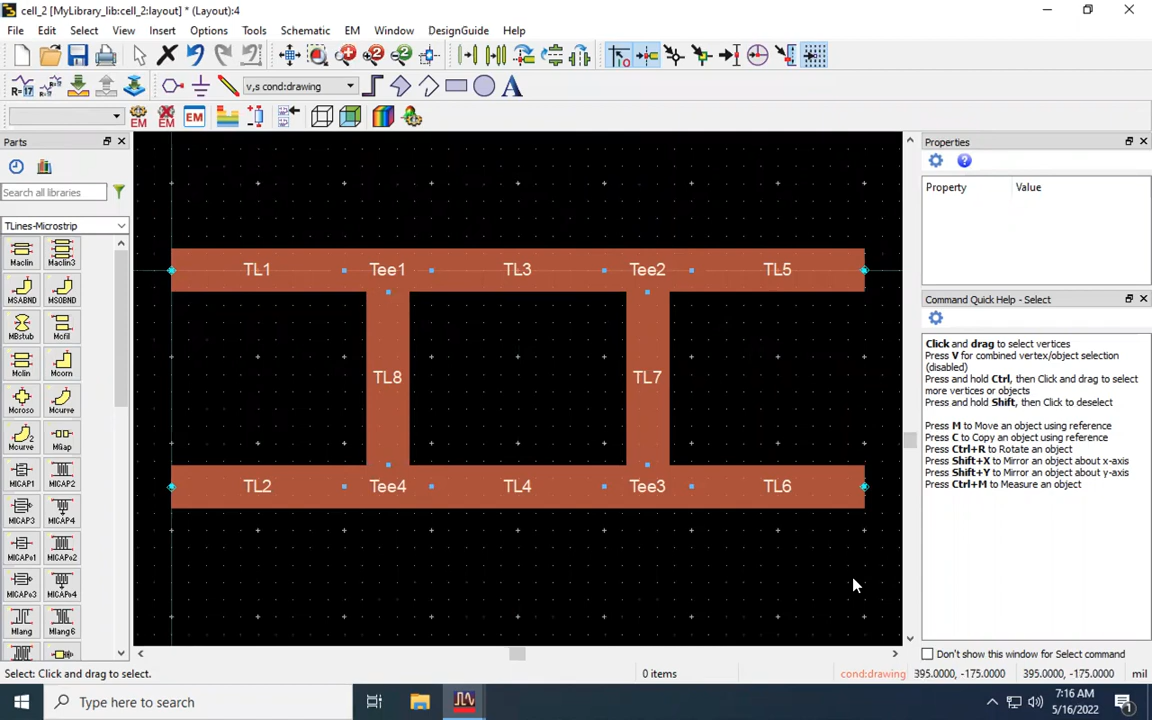 cell_2 [MyLibrary_lib:cell_2:layout] * (Layout):4
File Edit Select View Insert Options Tools Schematic EM Window DesignGuide Help
R=17
v,s cond:drawing
EM EM EM
Parts
Search all libraries
TLines-Microstrip
Maclin Maclin3
MSABND MSOBND
MBstub Mcfil
Mclin Mcorn
Mcroso Mcurve
Mcurve MGap
MICAP1 MICAP2
MICAP3 MICAP4
MICAPo1 MICAPo2
MICAPo3 MICAPo4
Mlang Mlang6
TL1 Tee1 TL3 Tee2 TL5
TL8 TL7
TL2 Tee4 TL4 Tee3 TL6
Properties
Property Value
Command Quick Help - Select
Click and drag to select vertices
Press V for combined vertex/object selection
(disabled)
Press and hold Ctrl, then Click and drag to select
more vertices or objects
Press and hold Shift, then Click to deselect
Press M to Move an object using reference
Press C to Copy an object using reference
Press Ctrl+R to Rotate an object
Press Shift+X to Mirror an object about x-axis
Press Shift+Y to Mirror an object about y-axis
Press Ctrl+M to Measure an object
Don't show this window for Select command
Select: Click and drag to select. 0 items cond:drawing 395.0000, -175.0000 395.0000, -175.0000 mil
Type here to search
7:16 AM
5/16/2022
1